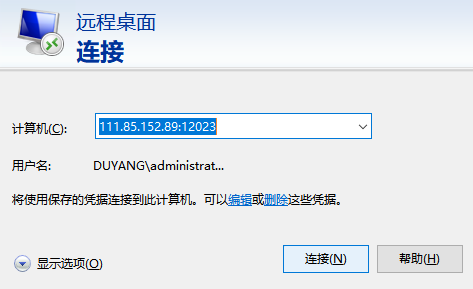 远程桌面
连接
计算机(C):
111.85.152.89:12023
用户名:
DUYANG\administrat...
将使用保存的凭据连接到此计算机。可以编辑或删除这些凭据。
显示选项(O)
连接(N)
帮助(H)